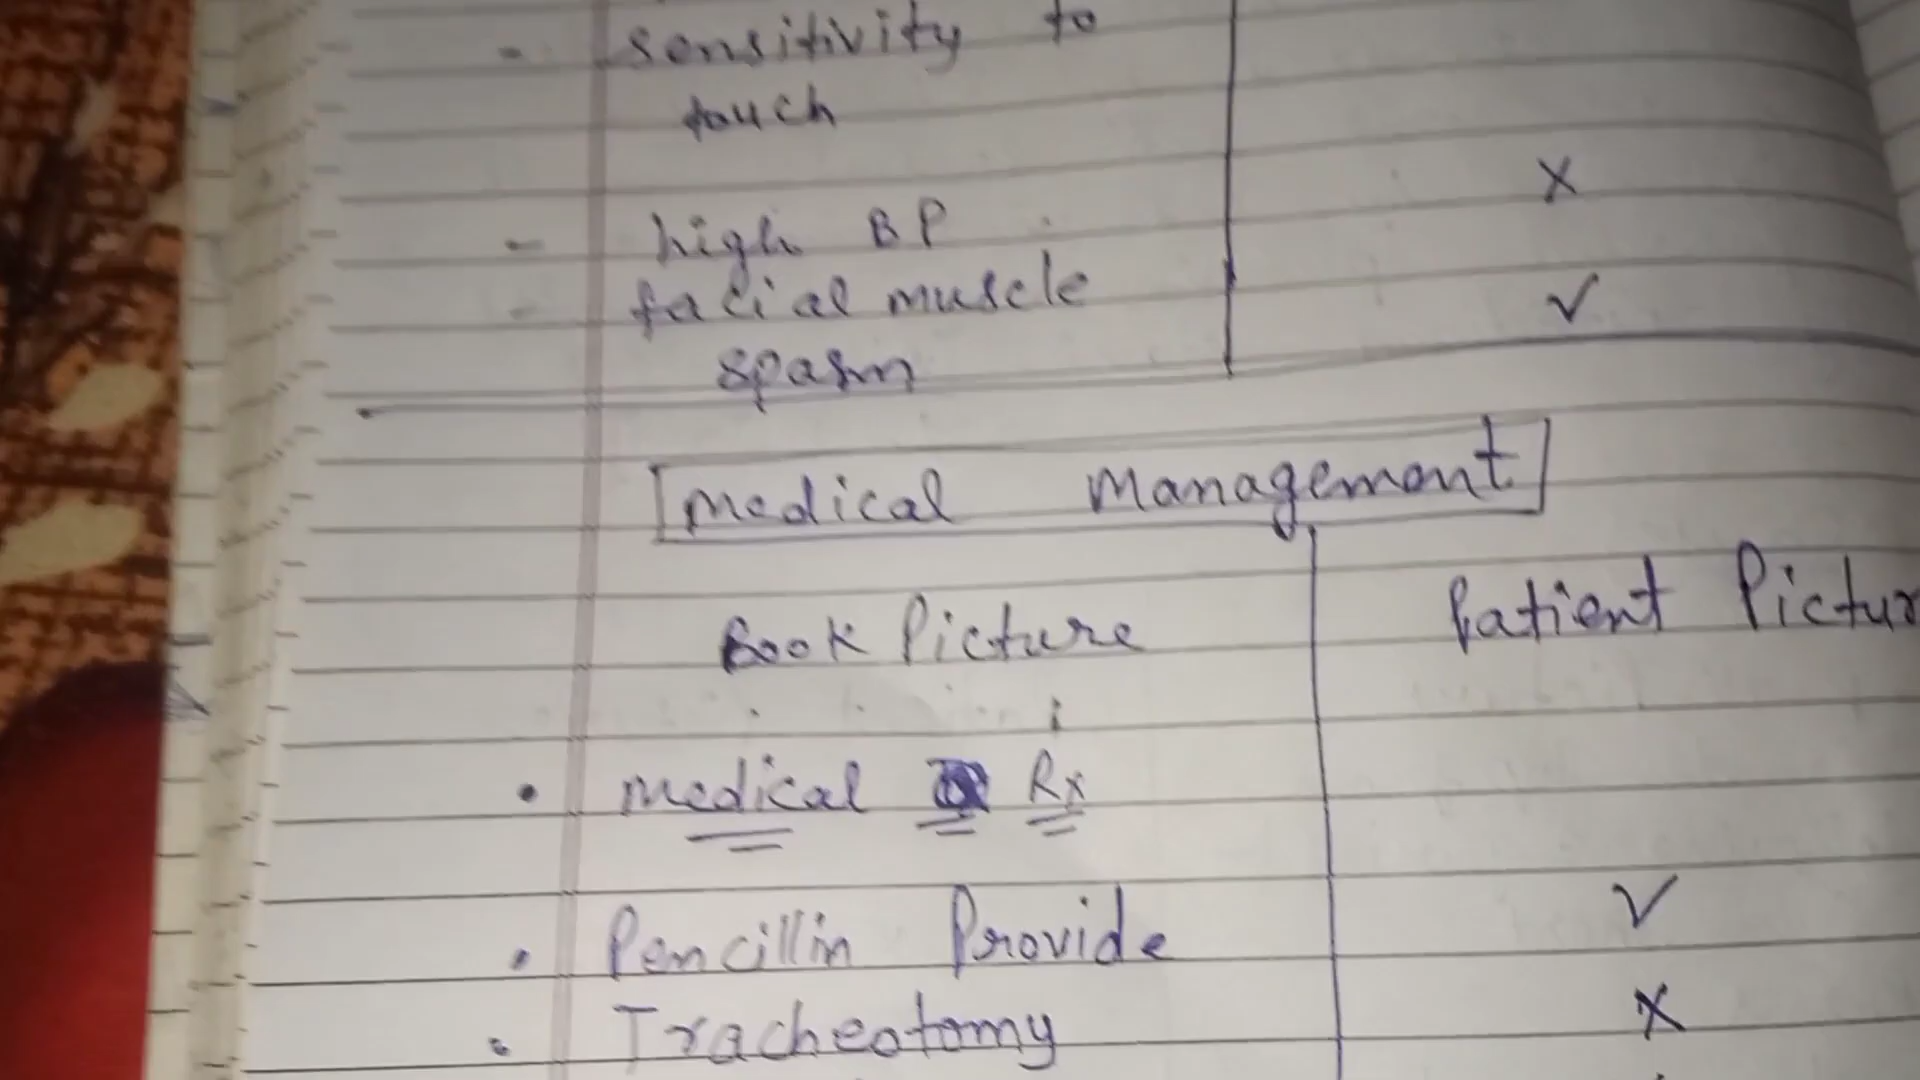 - sensitivity to
touch
- high BP X
- facial muscle ✓
spasm
Medical Management
Book Picture Patient Pictur
• medical Rx
• Pencillin Provide ✓
• Tracheotomy X